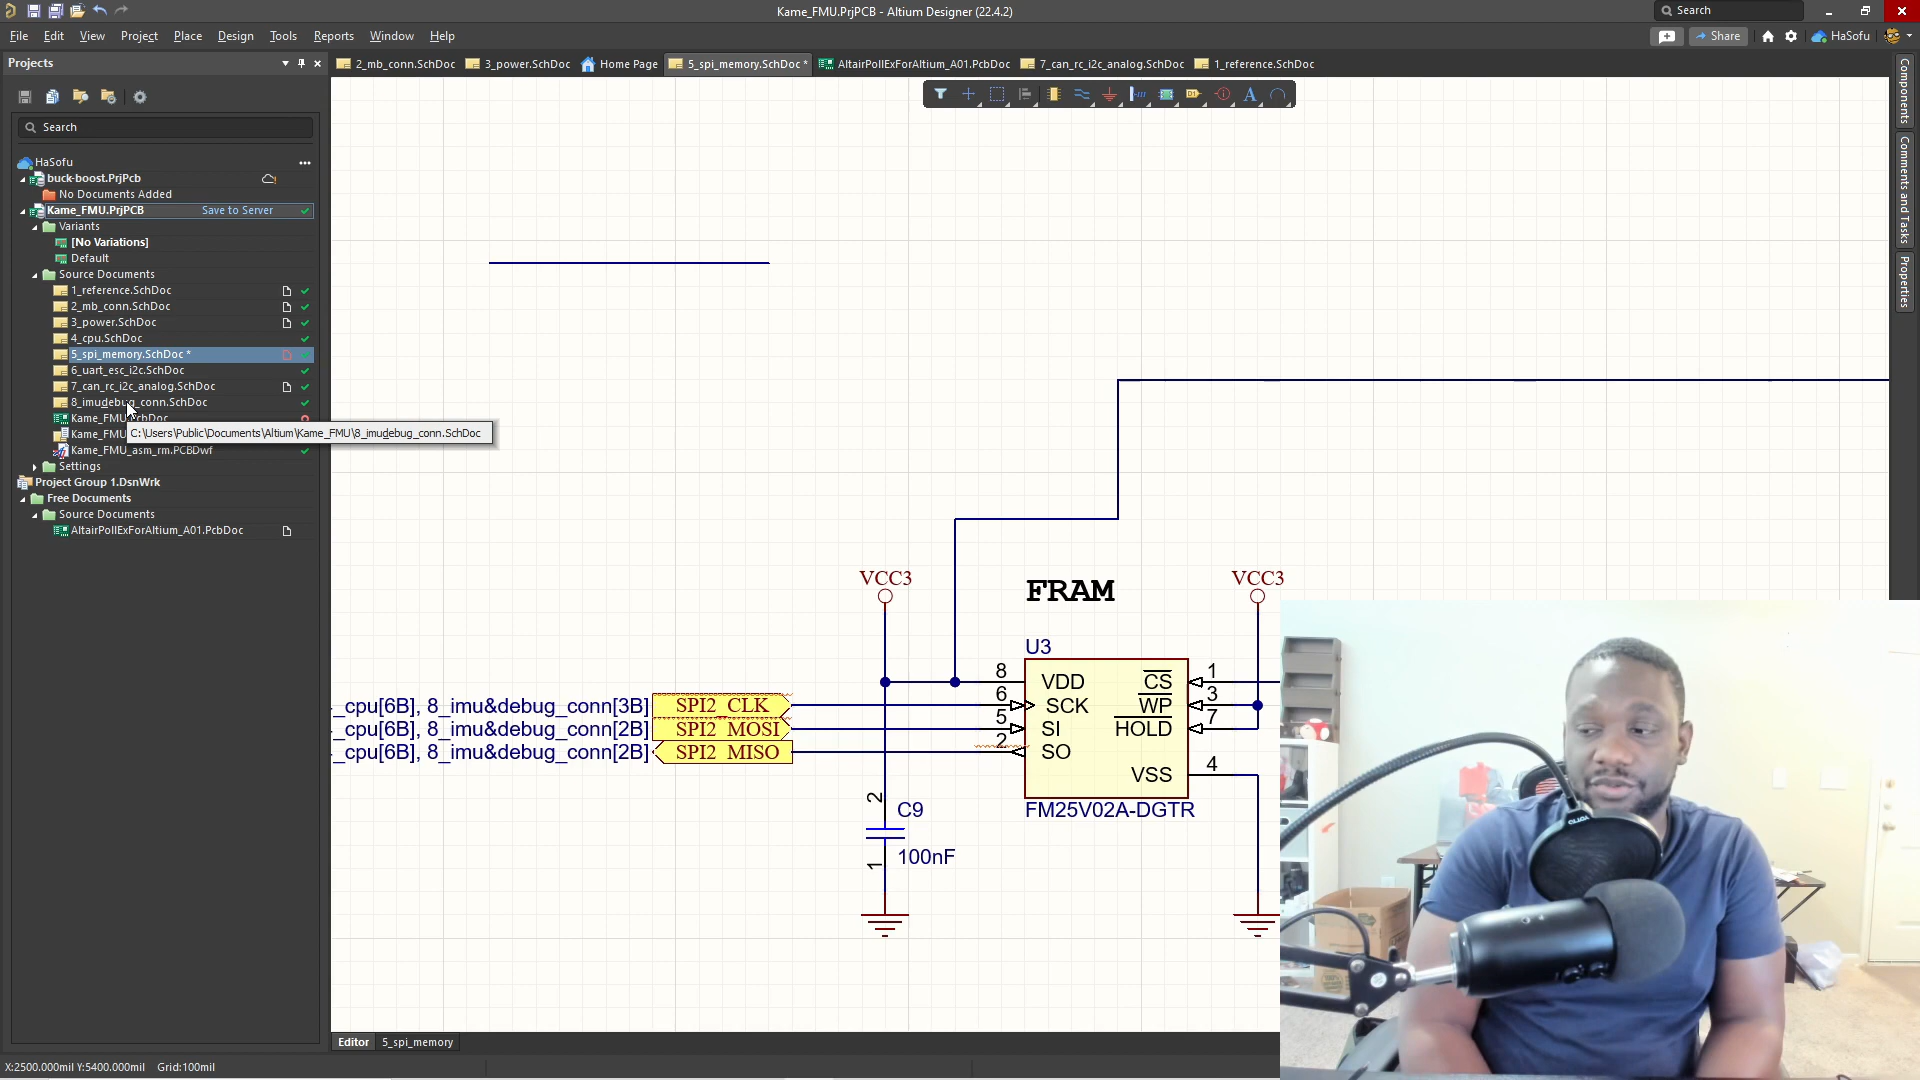 Kame_FMU.PrjPCB - Altium Designer (22.4.2)
Search
File Edit View Project Place Design Tools Reports Window Help
Share
HaSofu
Projects
2_mb_conn.SchDoc
3_power.SchDoc
Home Page
5_spi_memory.SchDoc *
AltairPollExForAltium_A01.PcbDoc
7_can_rc_i2c_analog.SchDoc
1_reference.SchDoc
Search
HaSofu
buck-boost.PrjPcb
No Documents Added
Kame_FMU.PrjPCB Save to Server
Variants
[No Variations]
Default
Source Documents
1_reference.SchDoc
2_mb_conn.SchDoc
3_power.SchDoc
4_cpu.SchDoc
5_spi_memory.SchDoc *
6_uart_esc_i2c.SchDoc
7_can_rc_i2c_analog.SchDoc
8_imudebug_conn.SchDoc
Kame_FMU.PcbDoc
Kame_FMU
C:\Users\Public\Documents\Altium\Kame_FMU\8_imudebug_conn.SchDoc
Kame_FMU_asm_rm.PCBDwf
Settings
Project Group 1.DsnWrk
Free Documents
Source Documents
AltairPollExForAltium_A01.PcbDoc
Components
Comments and Tasks
Properties
VCC3
FRAM
VCC3
U3
8 VDD CS 1
6 SCK WP 3
5 SI HOLD 7
2 SO
VSS 4
FM25V02A-DGTR
_cpu[6B], 8_imu&debug_conn[3B] SPI2_CLK
_cpu[6B], 8_imu&debug_conn[2B] SPI2_MOSI
_cpu[6B], 8_imu&debug_conn[2B] SPI2_MISO
2
C9
100nF
1
Editor 5_spi_memory
X:2500.000mil Y:5400.000mil Grid:100mil